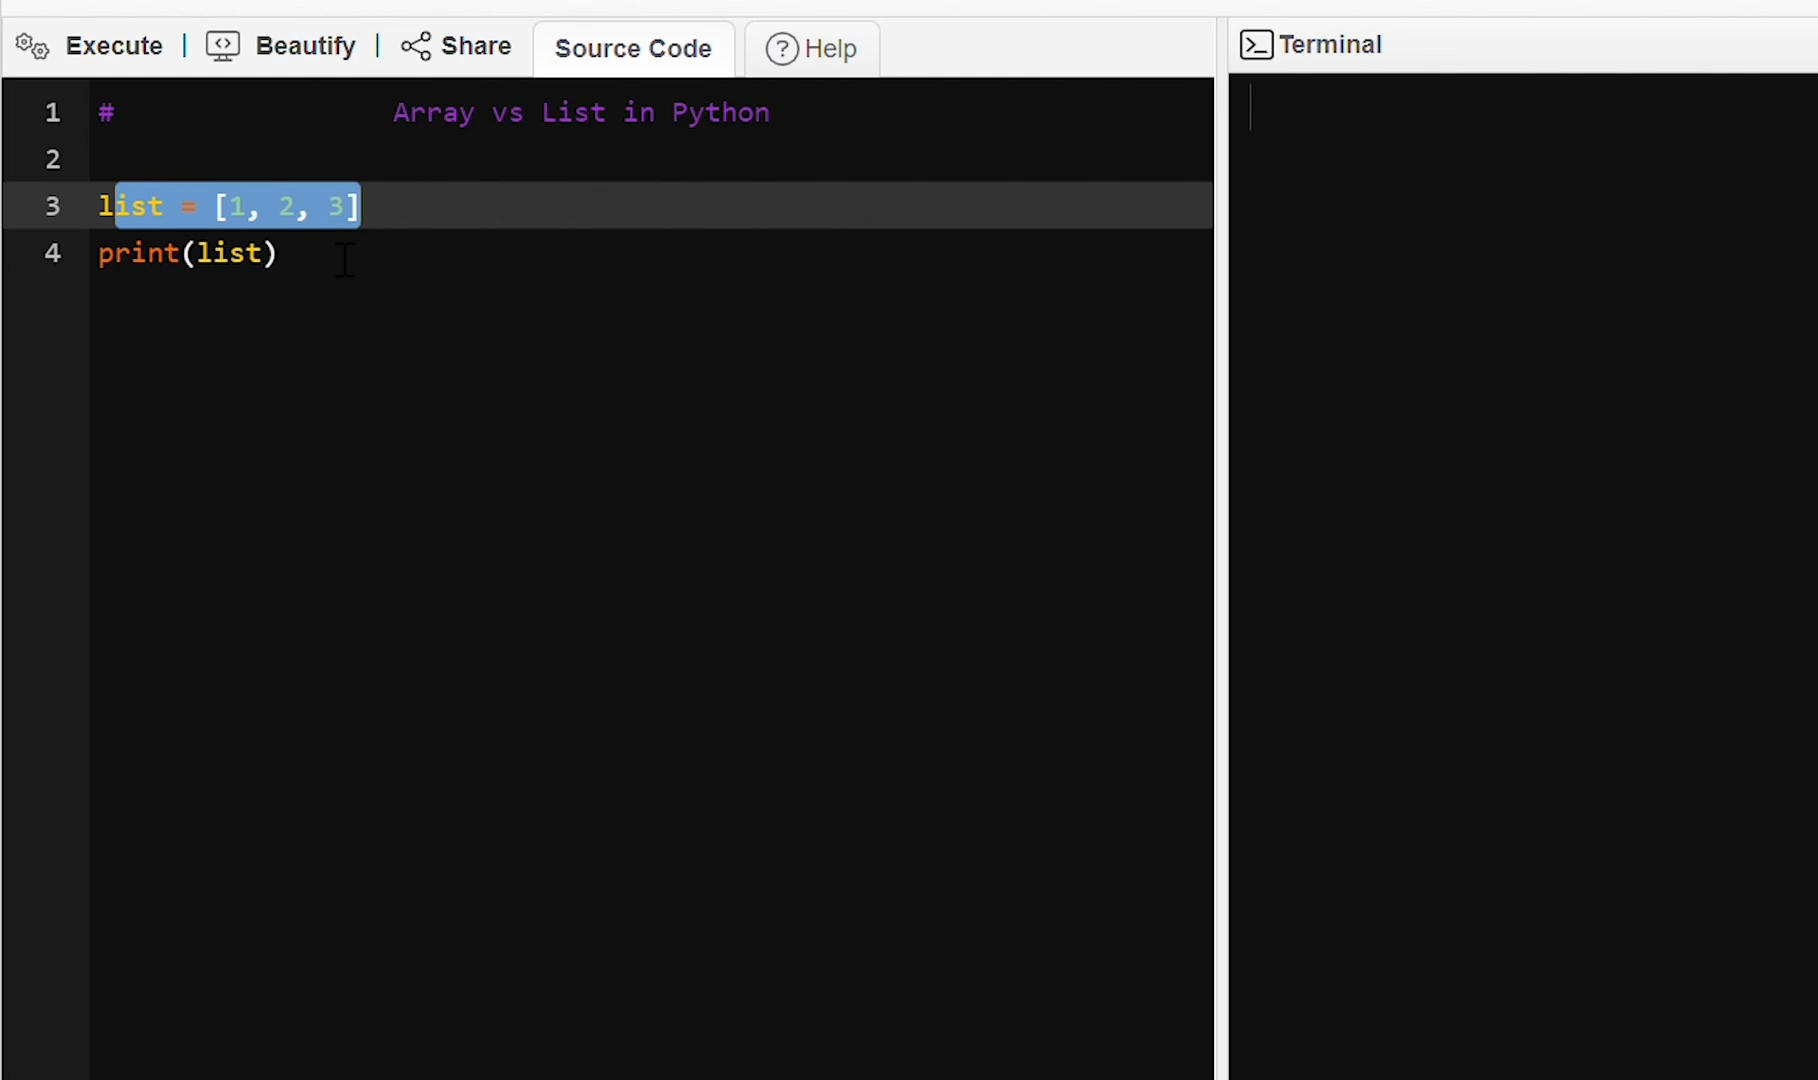 Execute | Beautify | Share Source Code ? Help
>_ Terminal
1 # Array vs List in Python
2
3 list = [1, 2, 3]
4 print(list)